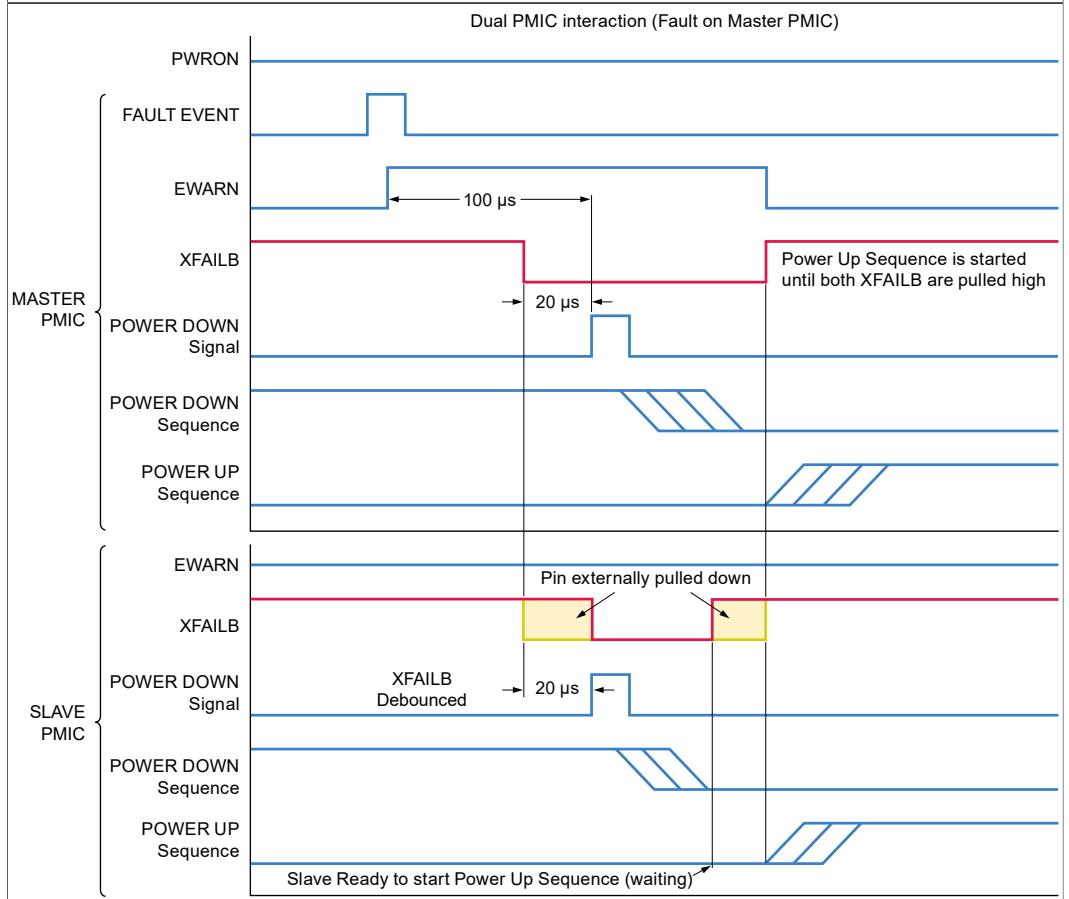 Dual PMIC interaction (Fault on Master PMIC)
PWRON
FAULT EVENT
EWARN
100 µs
XFAILB
Power Up Sequence is started
until both XFAILB are pulled high
MASTER
PMIC
20 µs
POWER DOWN
Signal
POWER DOWN
Sequence
POWER UP
Sequence
EWARN
Pin externally pulled down
XFAILB
POWER DOWN
Signal
XFAILB
Debounced
20 µs
SLAVE
PMIC
POWER DOWN
Sequence
POWER UP
Sequence
Slave Ready to start Power Up Sequence (waiting)